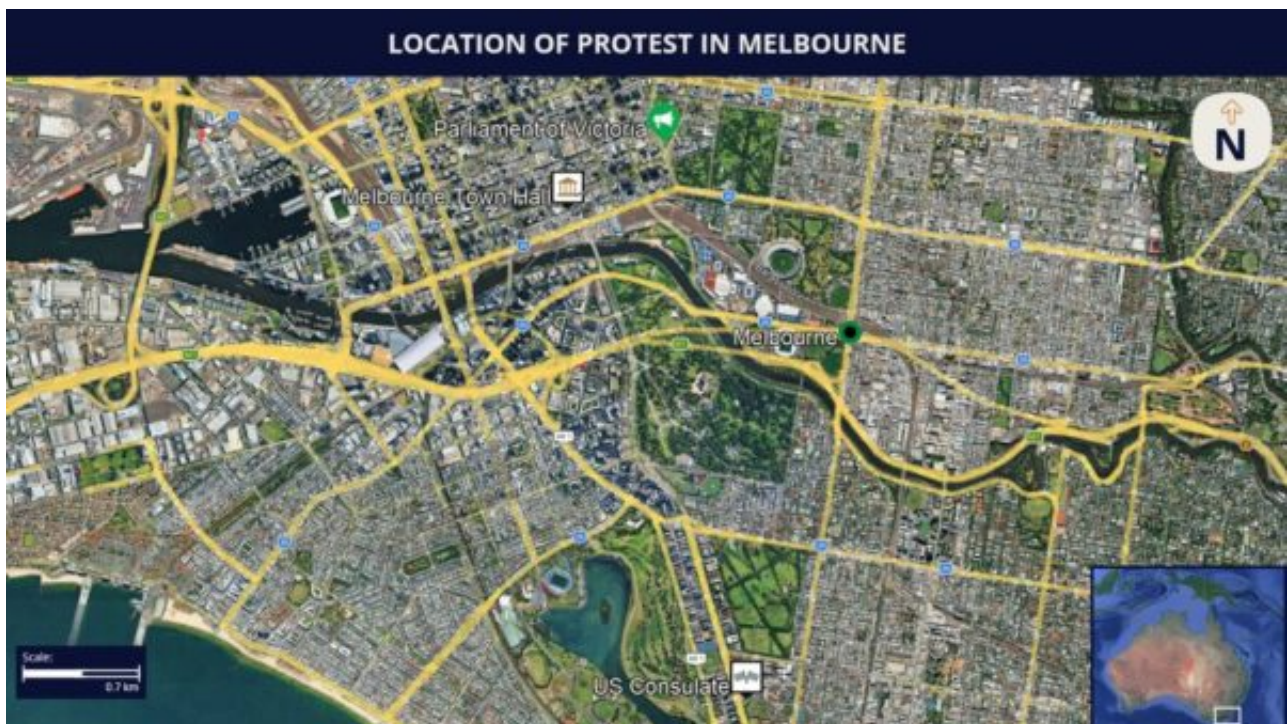 LOCATION OF PROTEST IN MELBOURNE
N
Parliament of Victoria
Melbourne Town Hall
Melbourne
US Consulate
Scale:
0.7 km